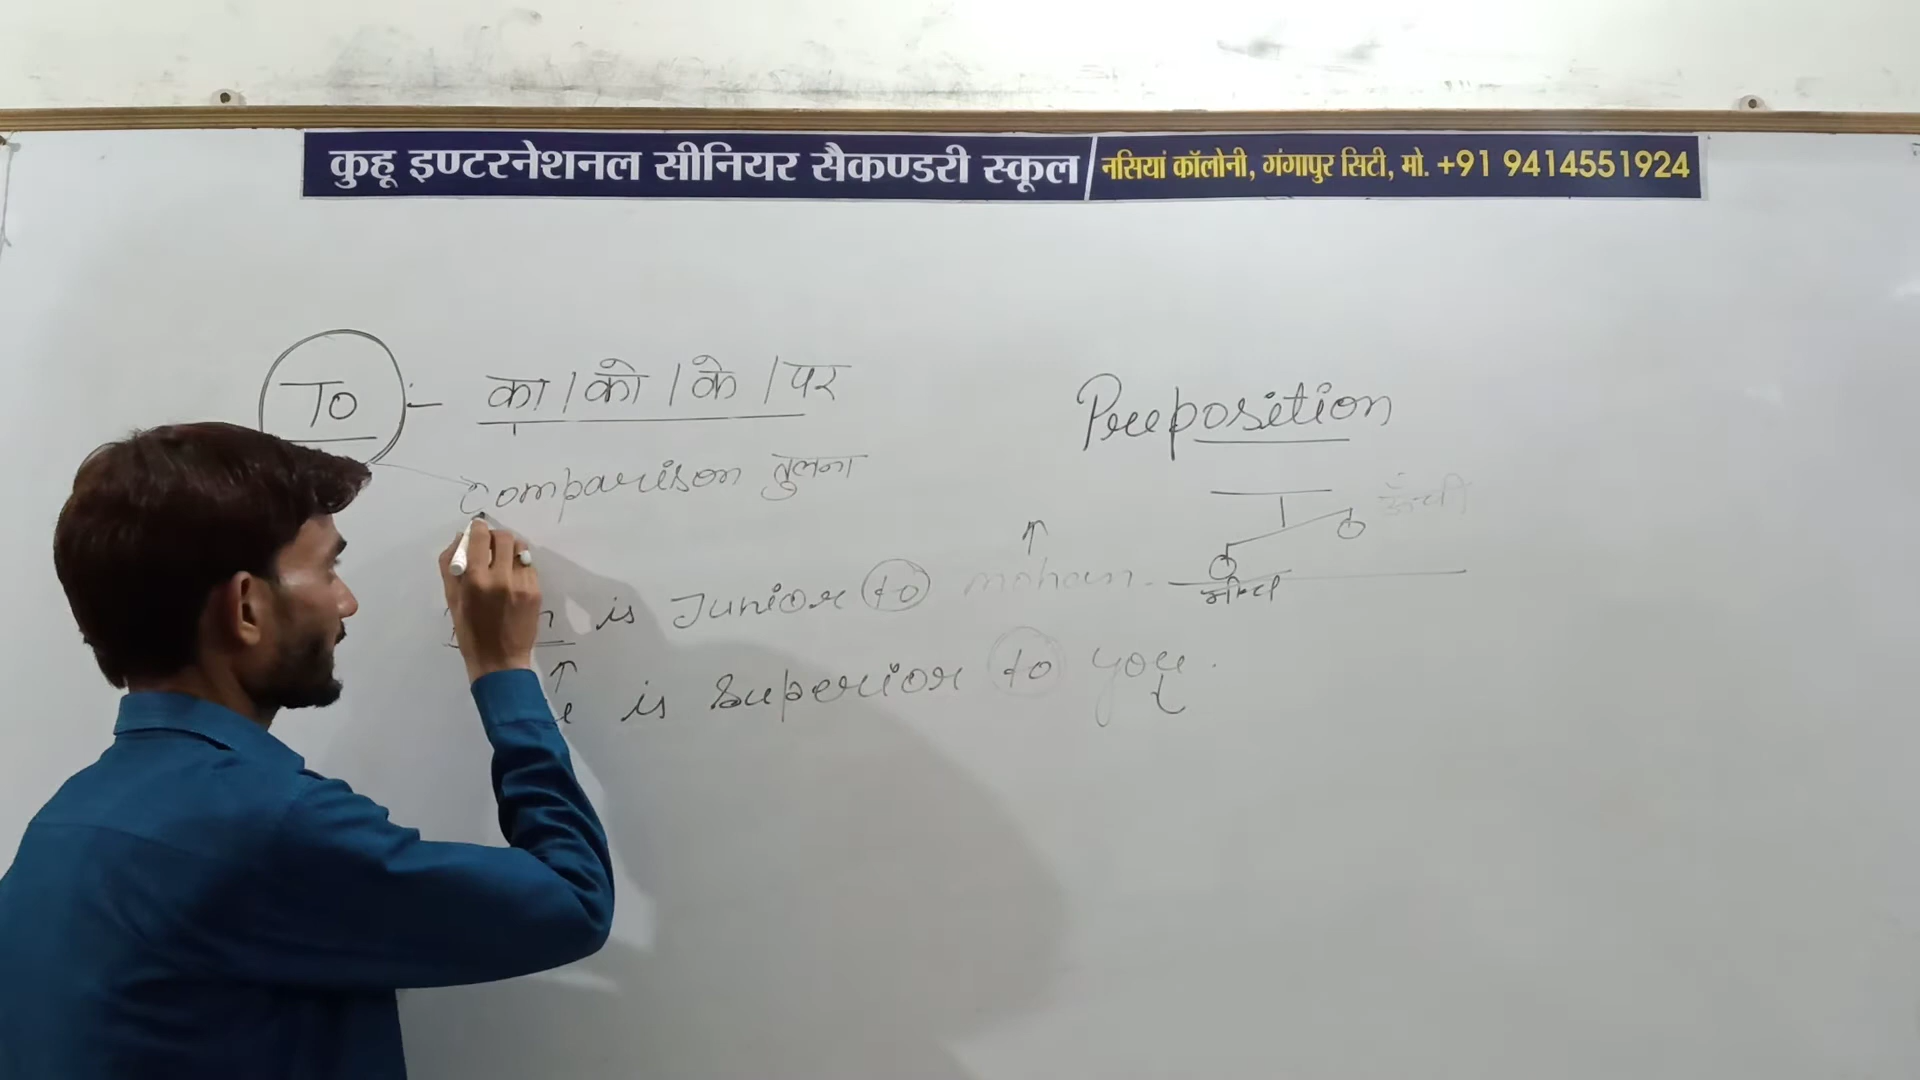 कुहू इण्टरनेशनल सीनियर सैकण्डरी स्कूल / नसियां कॉलोनी, गंगापुर सिटी, मो. +91 9414551924
To :- का / को / के / पर
Preposition
comparison तुलना
is Junior to mohan.
is Superior to you.